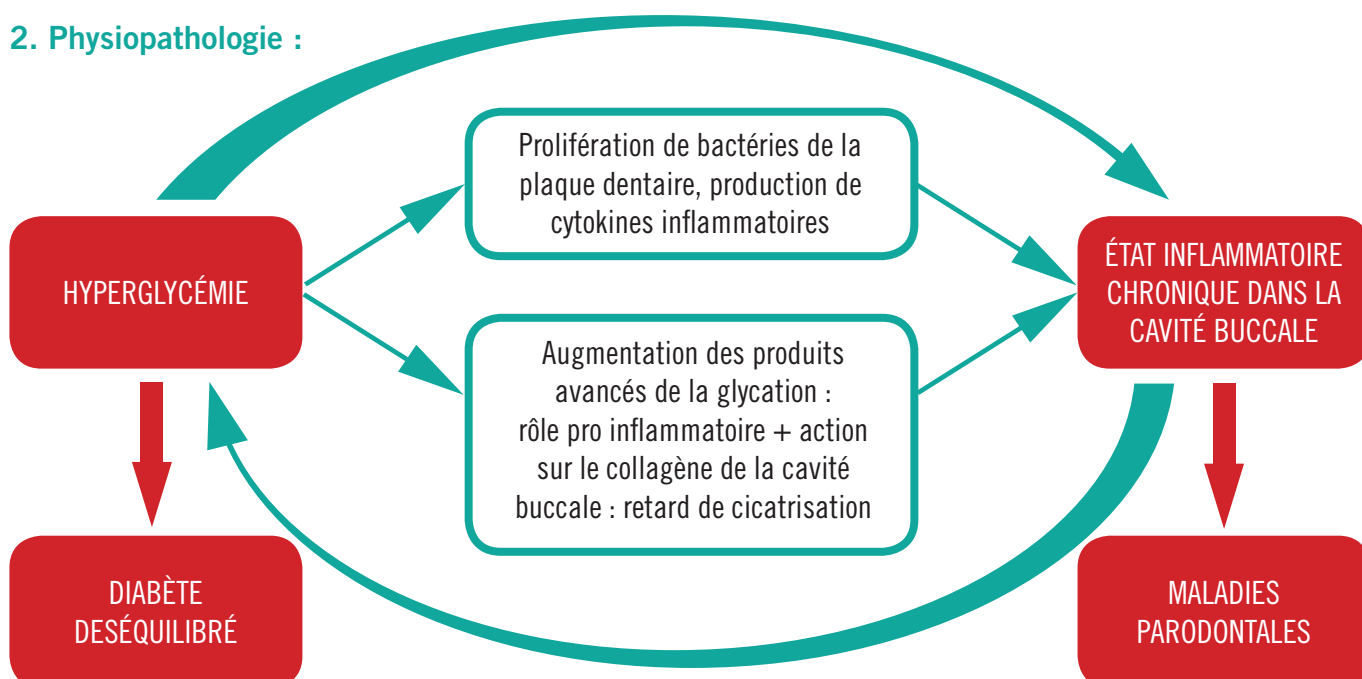 2. Physiopathologie :
Prolifération de bactéries de la
plaque dentaire, production de
cytokines inflammatoires
HYPERGLYCÉMIE
ÉTAT INFLAMMATOIRE
CHRONIQUE DANS LA
CAVITÉ BUCCALE
Augmentation des produits
avancés de la glycation :
rôle pro inflammatoire + action
sur le collagène de la cavité
buccale : retard de cicatrisation
DIABÈTE
DESÉQUILIBRÉ
MALADIES
PARODONTALES